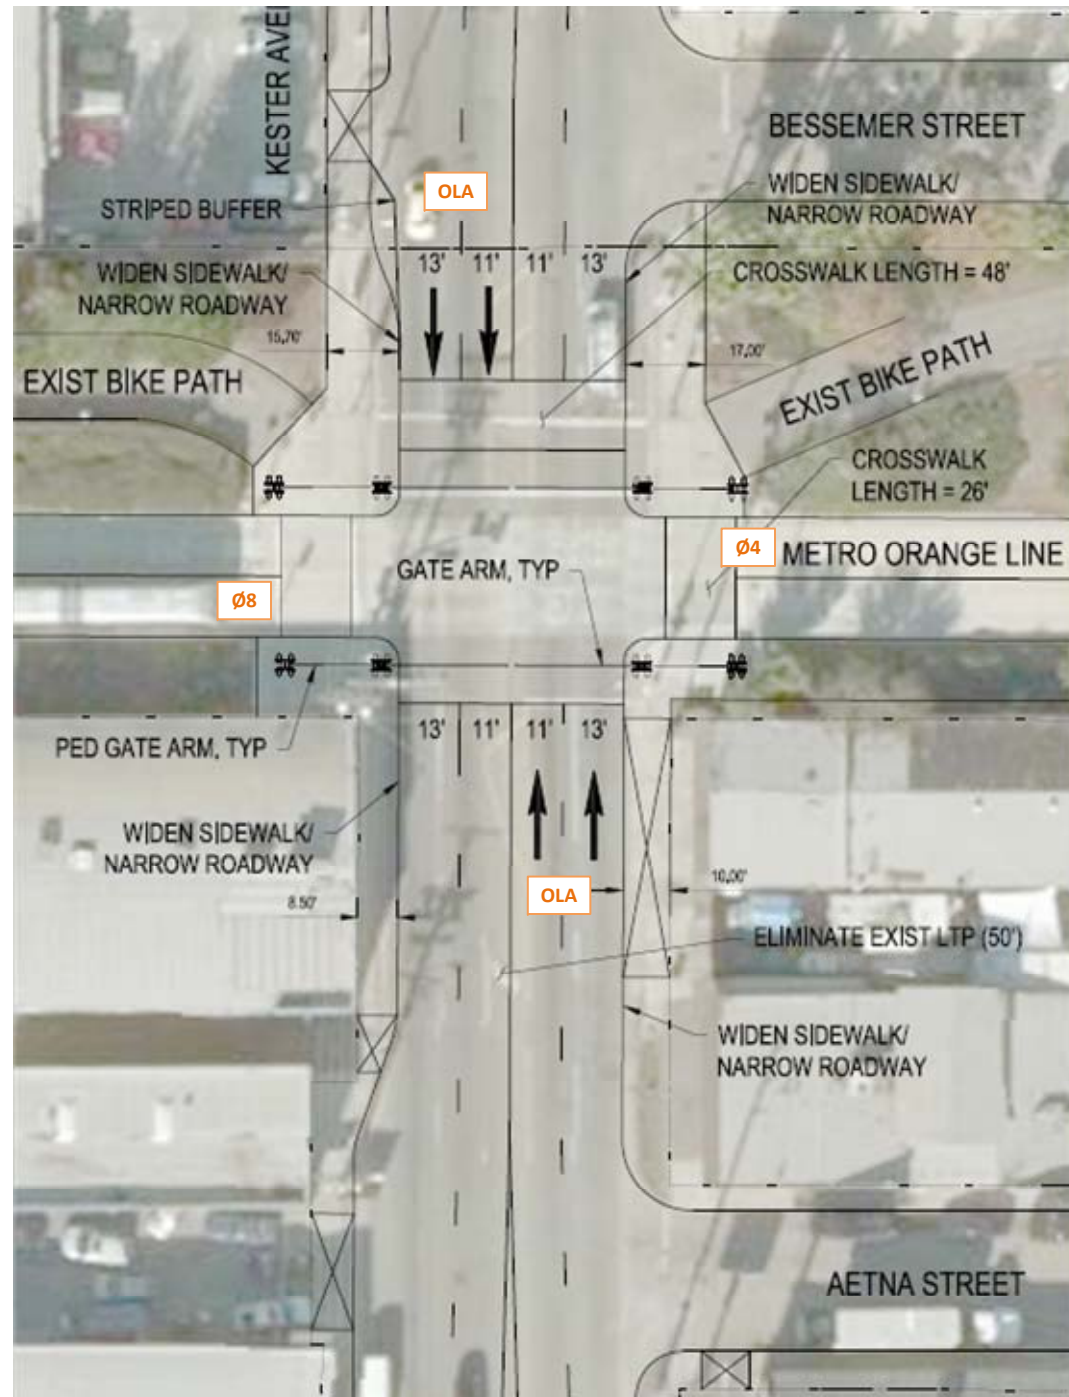 KESTER AVE
BESSEMER STREET
OLA
STRIPED BUFFER
WIDEN SIDEWALK/
NARROW ROADWAY
WIDEN SIDEWALK/
NARROW ROADWAY
13' 11' 11' 13'
CROSSWALK LENGTH = 48'
15.70'
17.00'
EXIST BIKE PATH
EXIST BIKE PATH
CROSSWALK
LENGTH = 26'
Ø4
METRO ORANGE LINE
GATE ARM, TYP
Ø8
13' 11' 11' 13'
PED GATE ARM, TYP
WIDEN SIDEWALK/
NARROW ROADWAY
8.50'
OLA
10.00'
ELIMINATE EXIST LTP (50')
WIDEN SIDEWALK/
NARROW ROADWAY
AETNA STREET